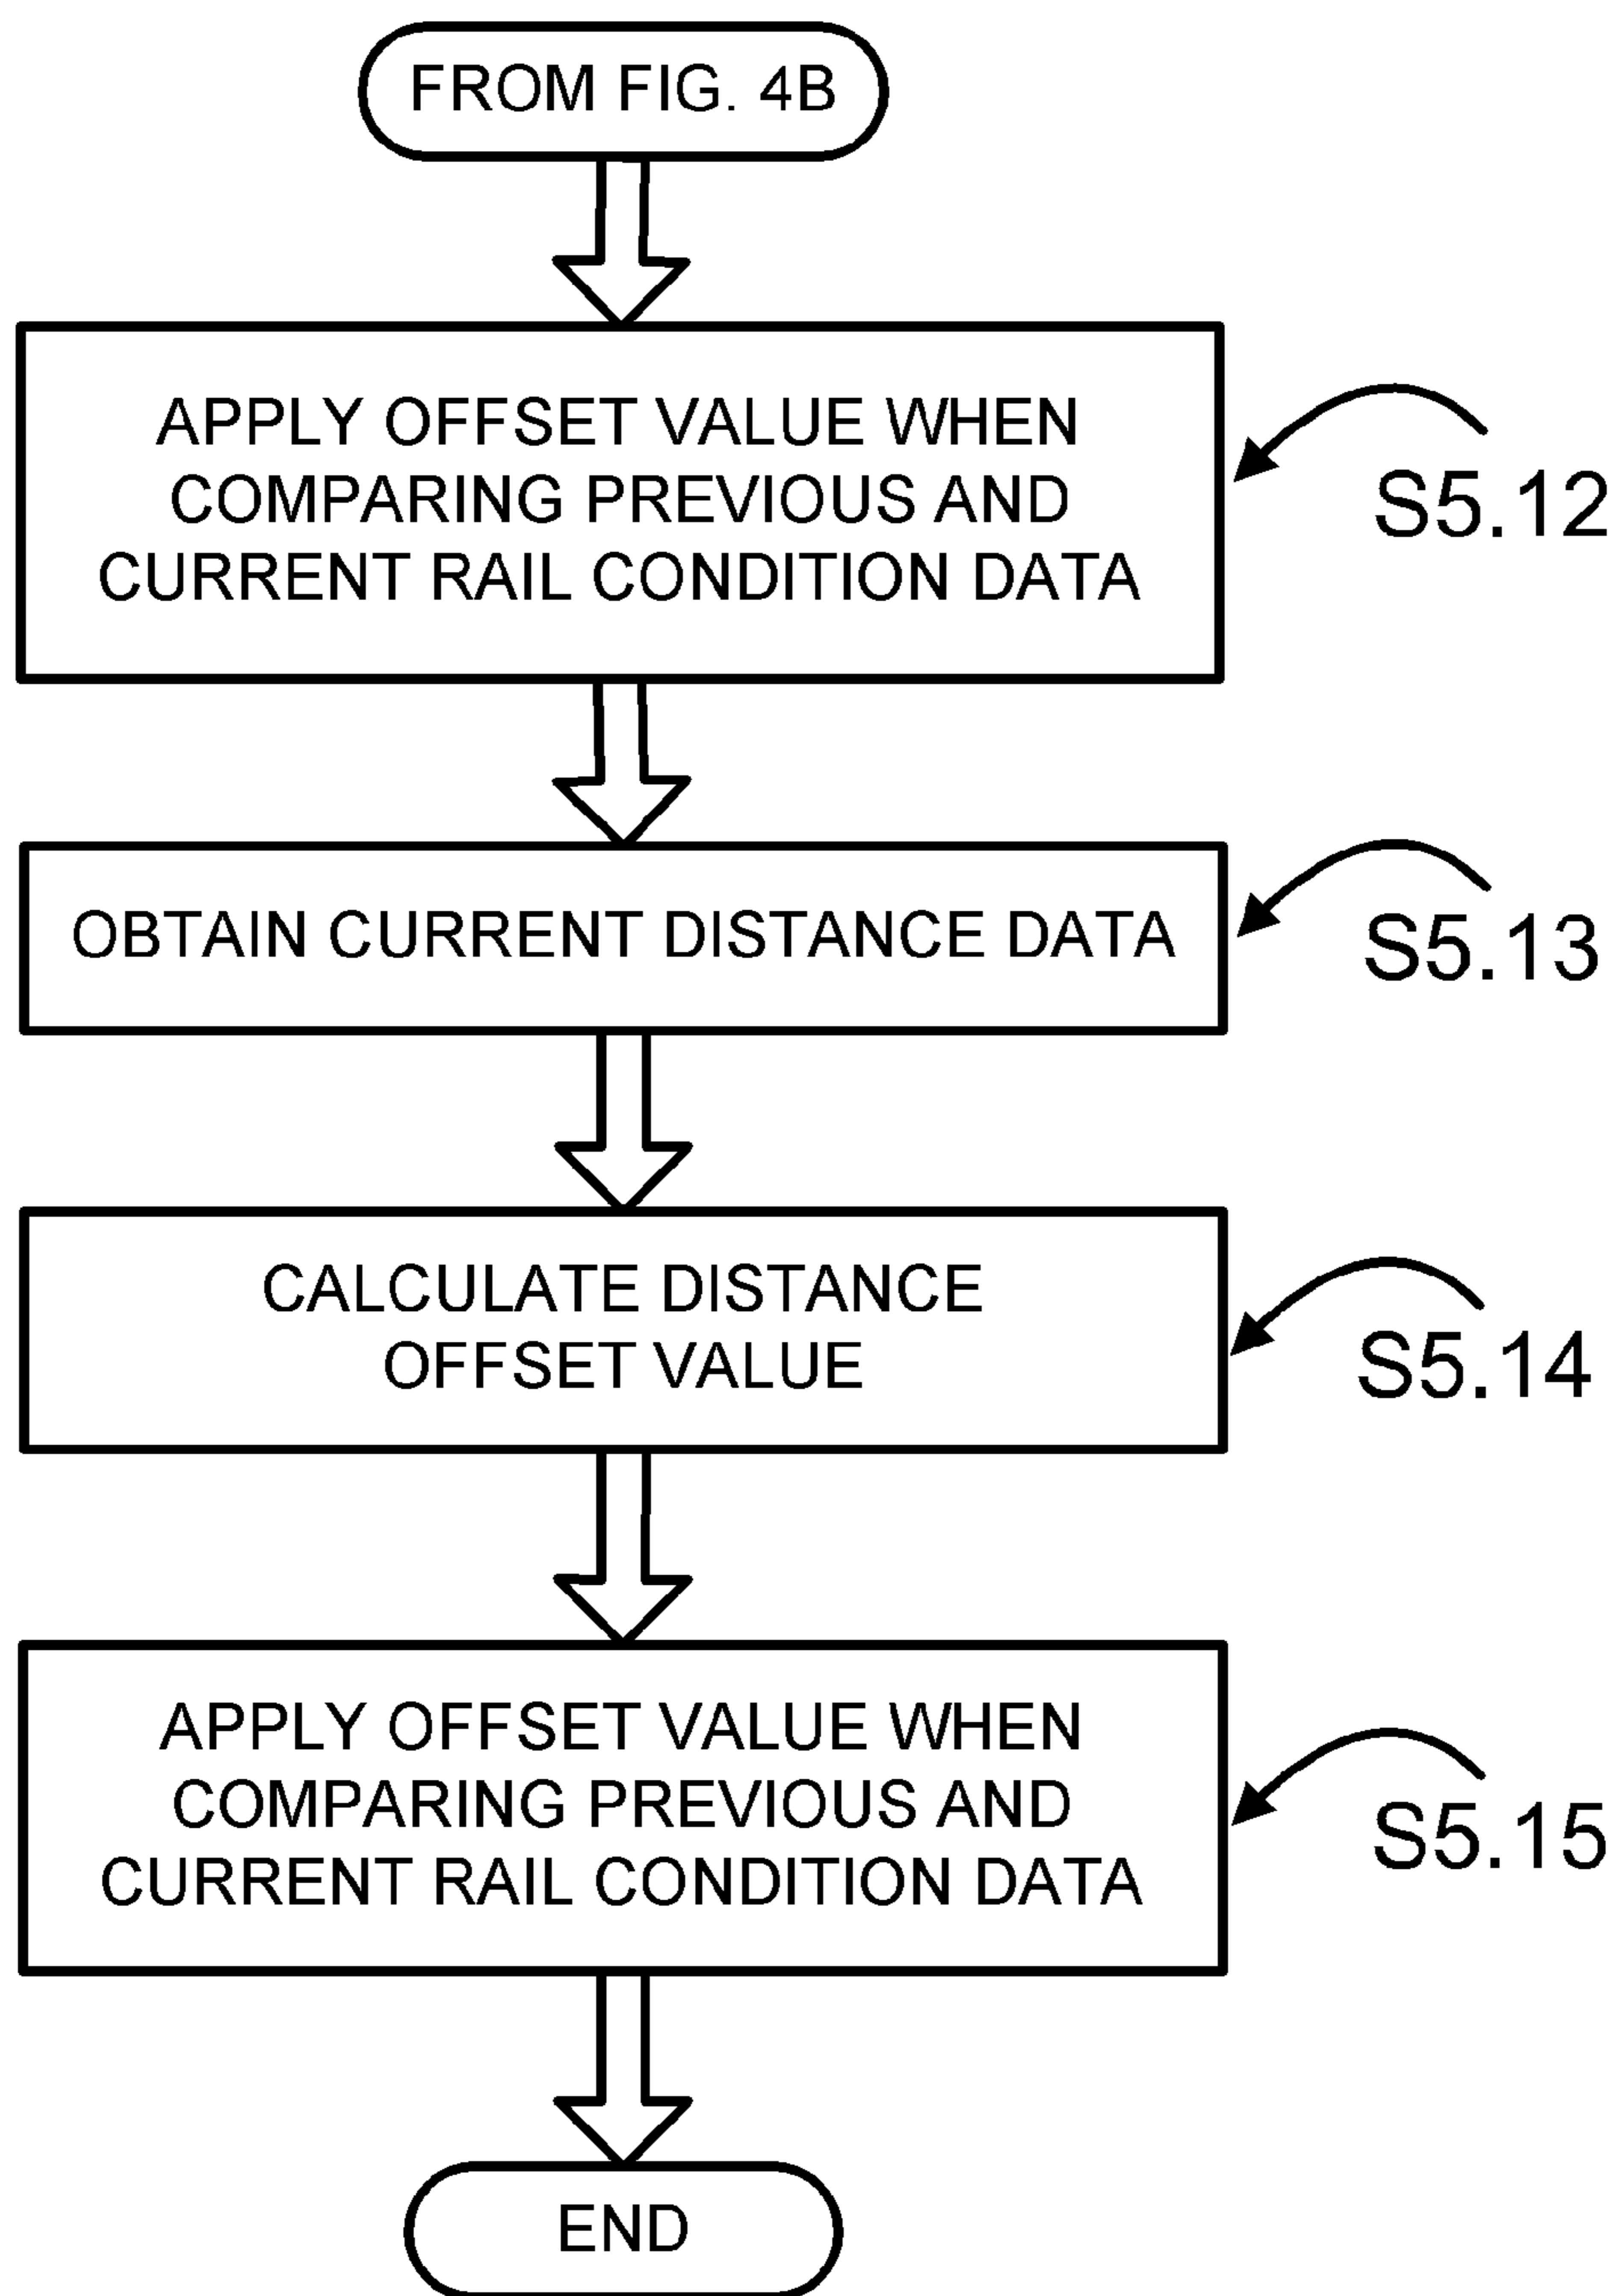 FROM FIG. 4B
APPLY OFFSET VALUE WHEN
COMPARING PREVIOUS AND
CURRENT RAIL CONDITION DATA
S5.12
OBTAIN CURRENT DISTANCE DATA
S5.13
CALCULATE DISTANCE
OFFSET VALUE
S5.14
APPLY OFFSET VALUE WHEN
COMPARING PREVIOUS AND
CURRENT RAIL CONDITION DATA
S5.15
END